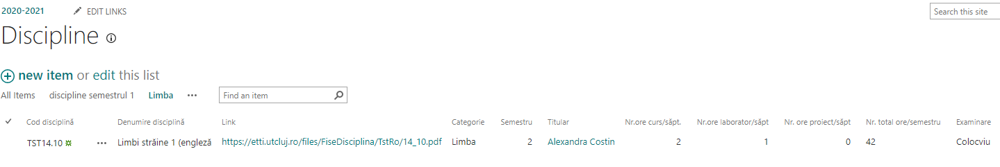 2020-2021 EDIT LINKS Search this site
Discipline
new item or edit this list
All Items discipline semestrul 1 Limba ••• Find an item
Cod disciplină Denumire disciplină Link Categorie Semestru Titular Nr.ore curs/săpt. Nr.ore laborator/săpt Nr. ore proiect/săpt Nr. total ore/semestru Examinare
TST14.10 ••• Limbi străine 1 (engleză https://etti.utcluj.ro/files/FiseDisciplina/TstRo/14_10.pdf Limba 2 Alexandra Costin 2 1 0 42 Colocviu